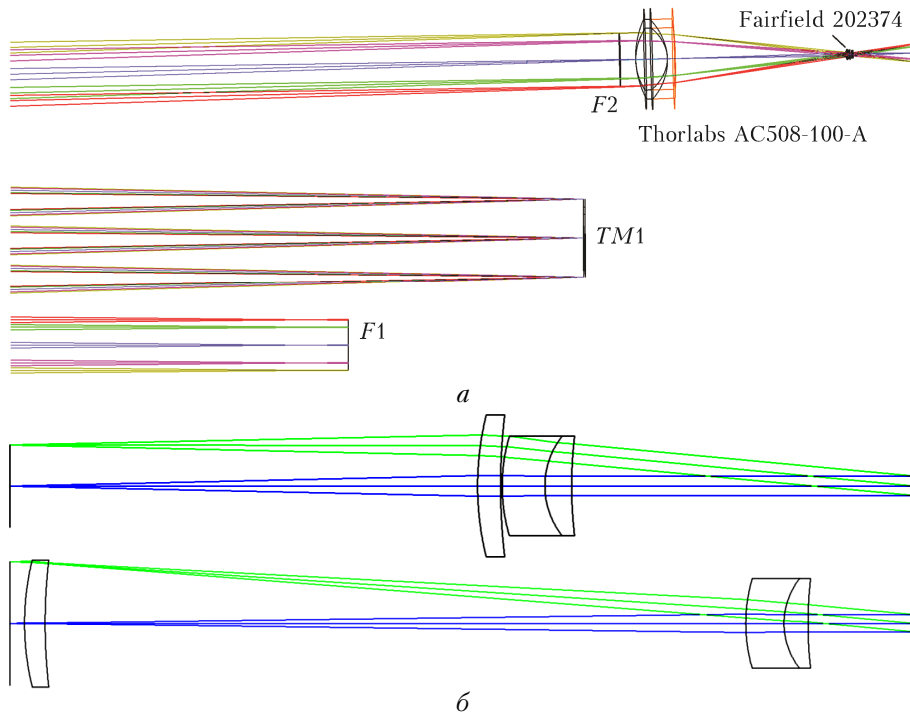 Fairfield 202374
F2
Thorlabs AC508-100-A
TM1
F1
а
б